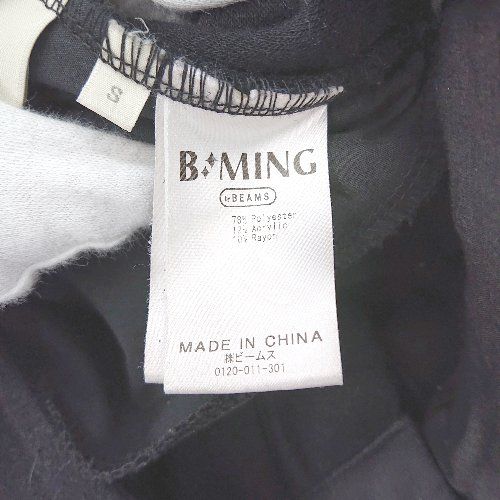 S
B✦MING
by BEAMS
78% Polyester
12% Acrylic
10% Rayon
MADE IN CHINA
㈱ビームス
0120-011-301